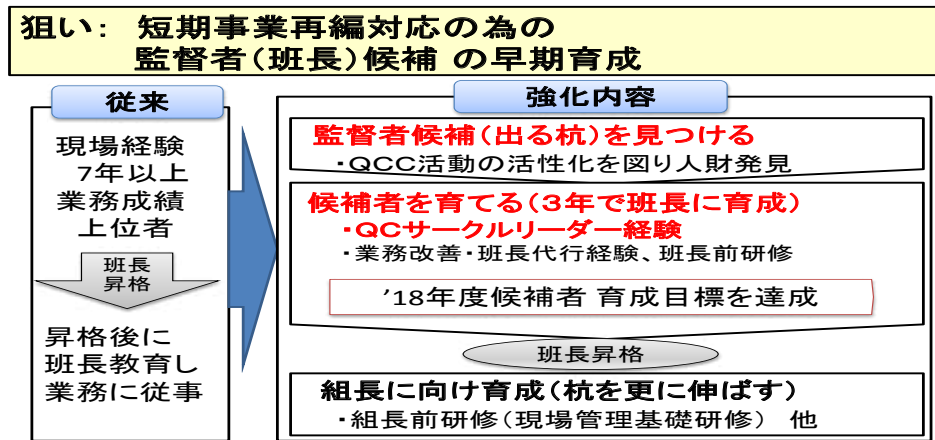 狙い： 短期事業再編対応の為の
監督者（班長）候補 の早期育成
従来
現場経験
7年以上
業務成績
上位者
班長
昇格
昇格後に
班長教育し
業務に従事
強化内容
監督者候補（出る杭）を見つける
・QCC活動の活性化を図り人財発見
候補者を育てる（３年で班長に育成）
・QCサークルリーダー経験
・業務改善・班長代行経験、班長前研修
’18年度候補者 育成目標を達成
班長昇格
組長に向け育成（杭を更に伸ばす）
・組長前研修（現場管理基礎研修） 他